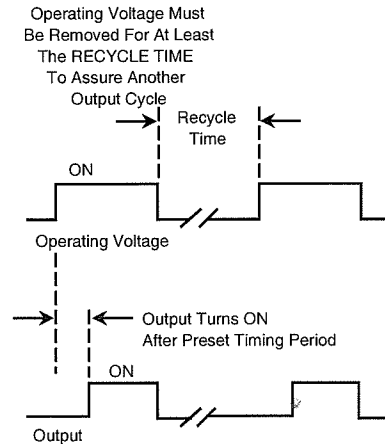 Operating Voltage Must
Be Removed For At Least
The RECYCLE TIME
To Assure Another
Output Cycle
Recycle
Time
ON
Operating Voltage
Output Turns ON
After Preset Timing Period
ON
Output